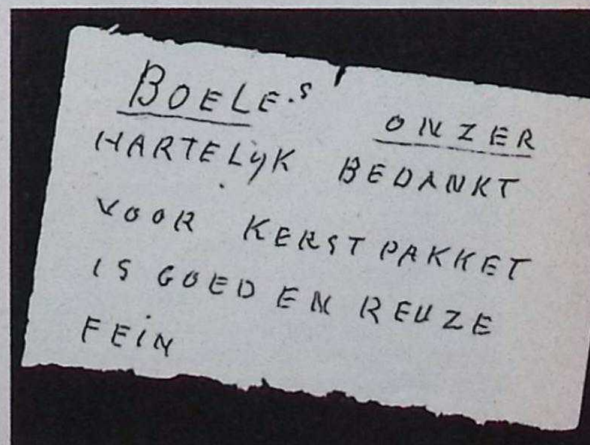 BOELE.S ONZER
HARTELYK BEDANKT
VOOR KERSTPAKKET
IS GOED EN REUZE
FEIN